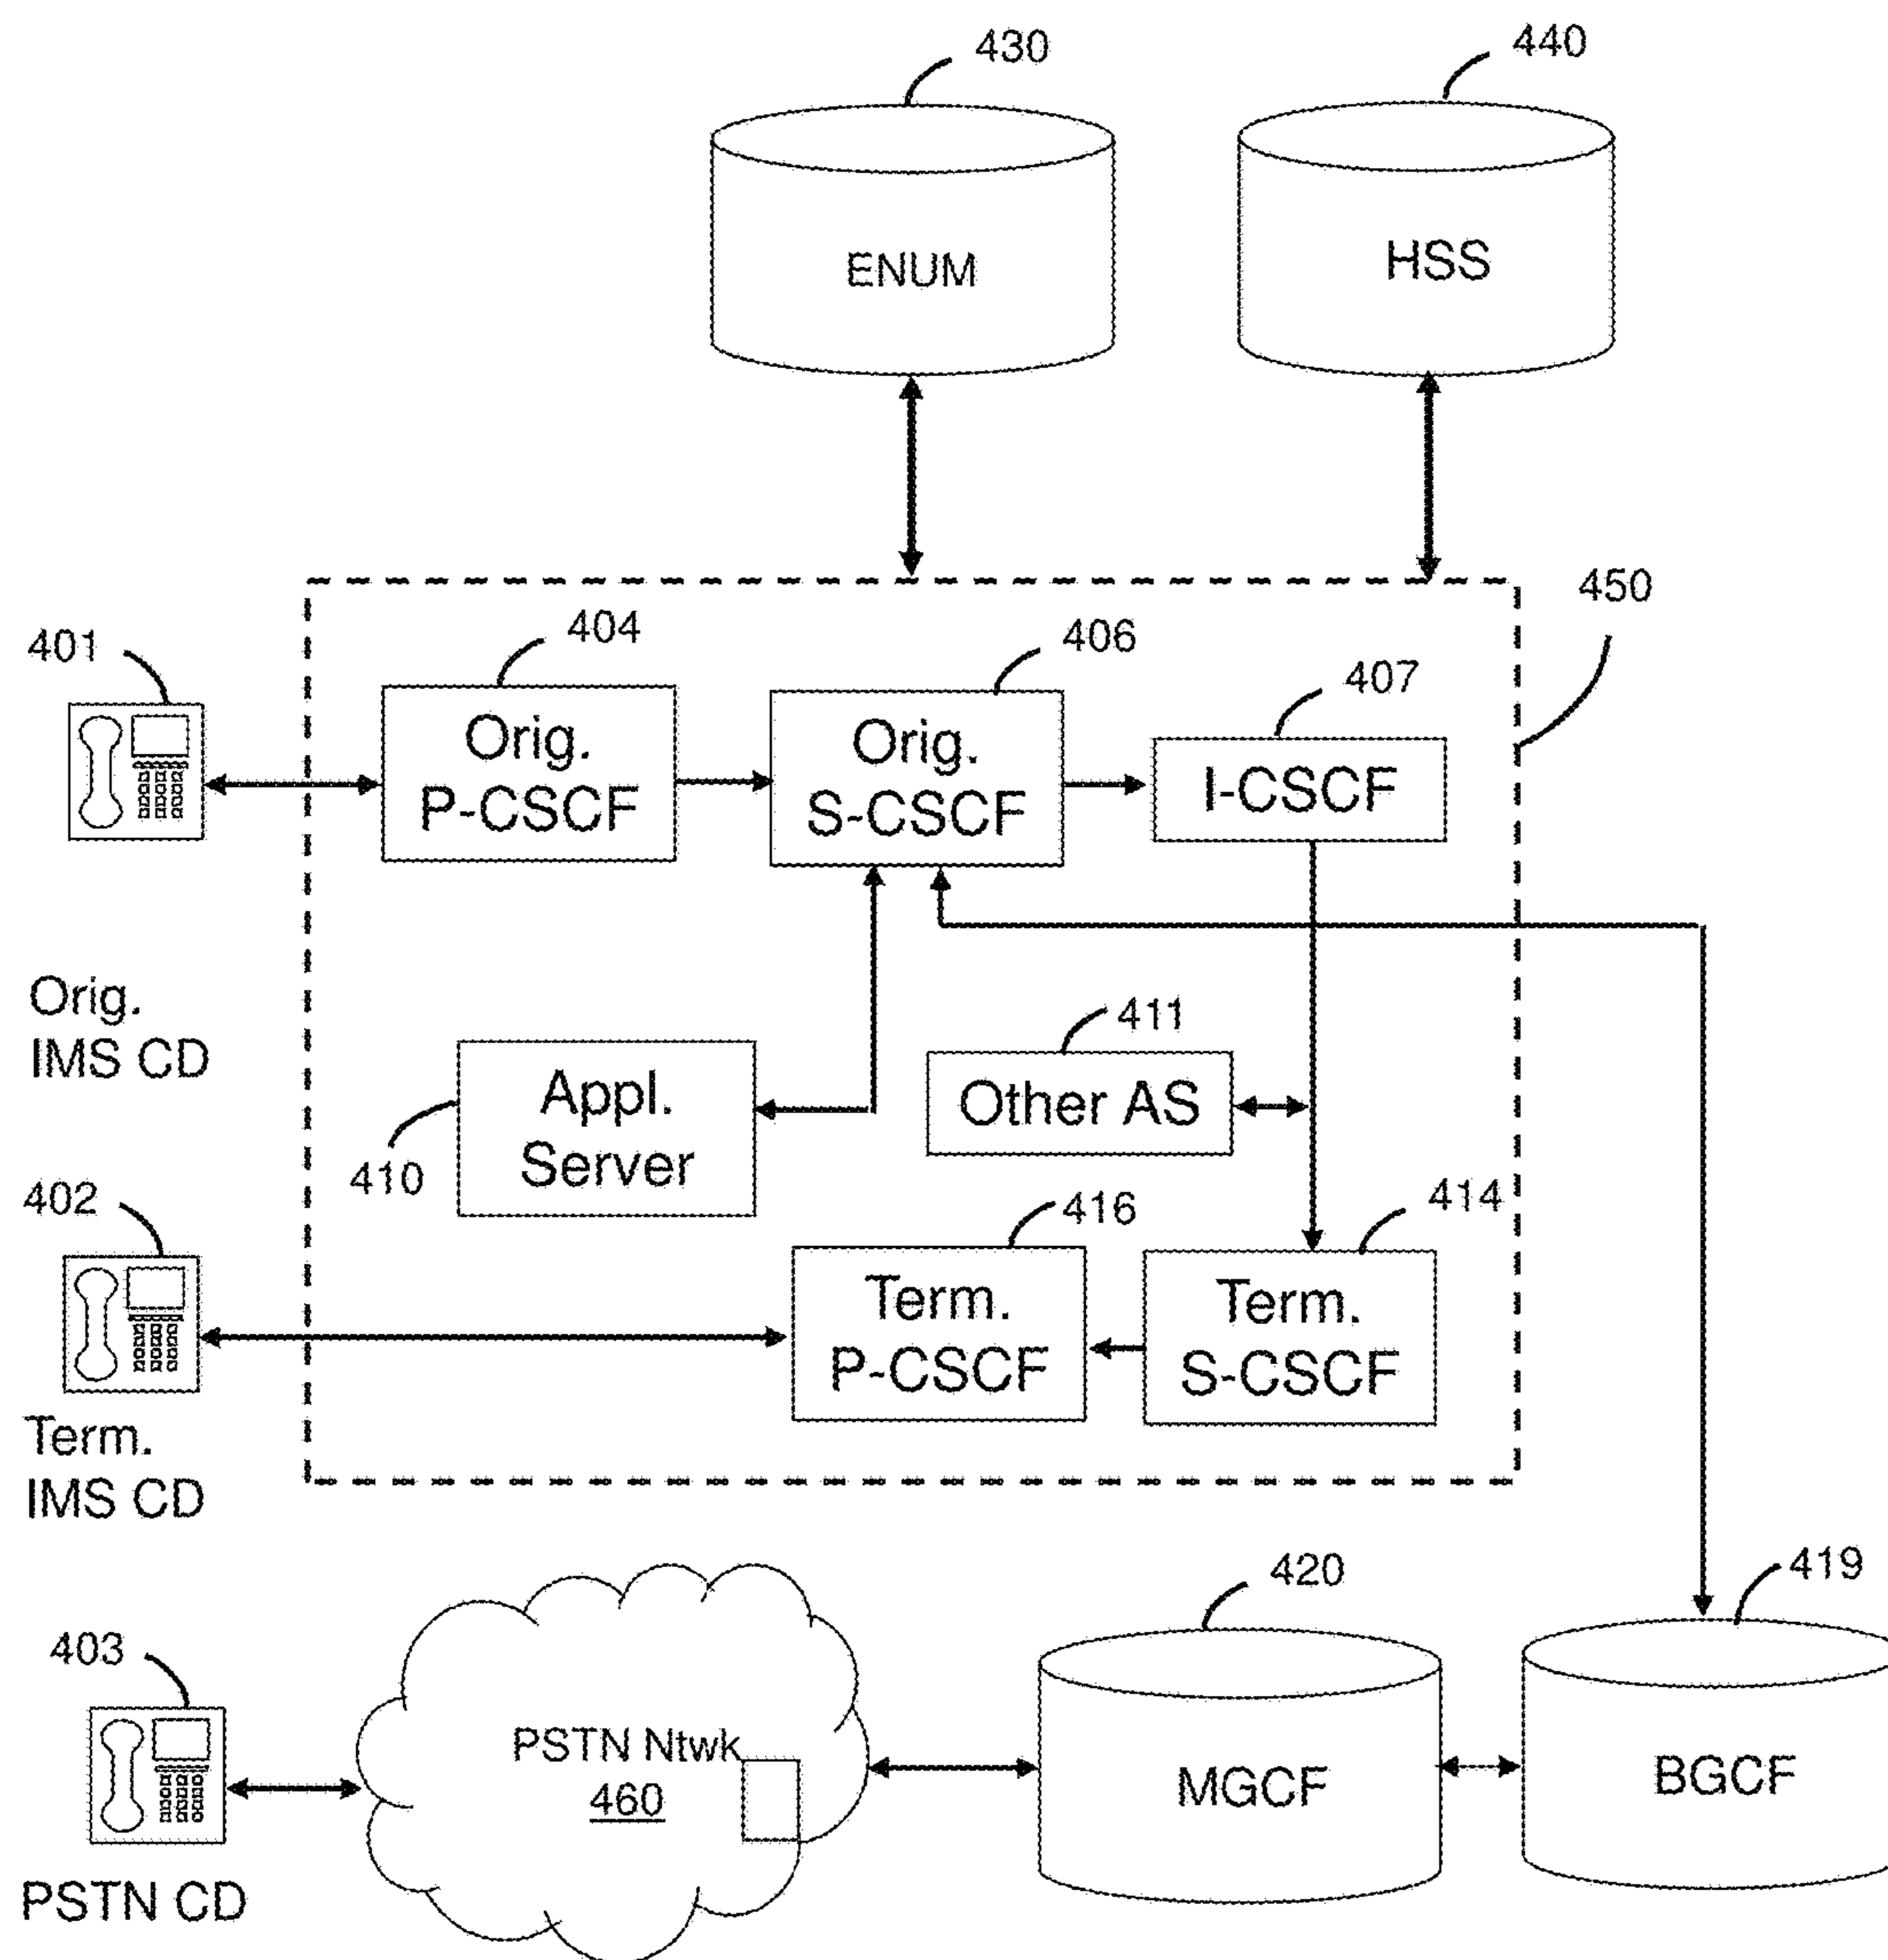 430
440
ENUM
HSS
450
401
404
406
407
Orig.
P-CSCF
Orig.
S-CSCF
I-CSCF
Orig.
IMS CD
411
Other AS
Appl.
Server
410
402
416
414
Term.
P-CSCF
Term.
S-CSCF
Term.
IMS CD
403
420
419
PSTN Ntwk
460
MGCF
BGCF
PSTN CD